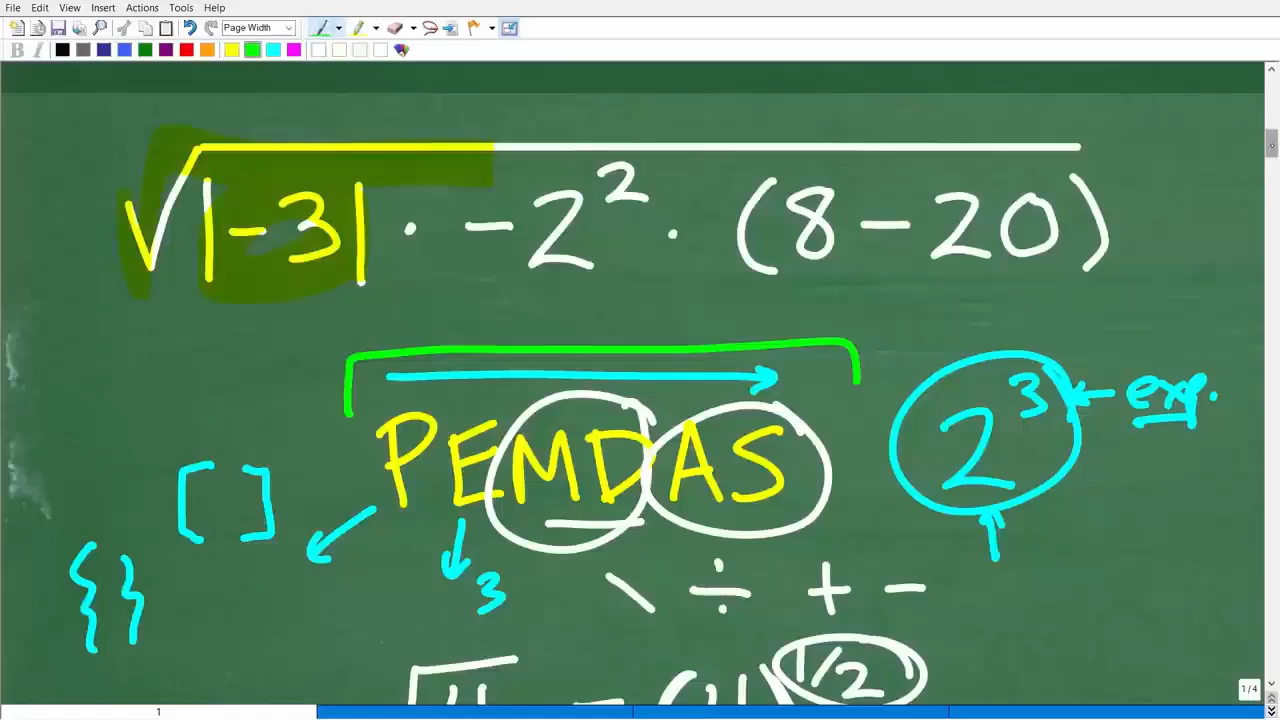 File Edit View Insert Actions Tools Help
Page Width
B I
√|-3| · -2² · (8-20)
PEMDAS
2³ ← exp.
[ ]
{ }
3
\ ÷ + -
1/2
1/4
1